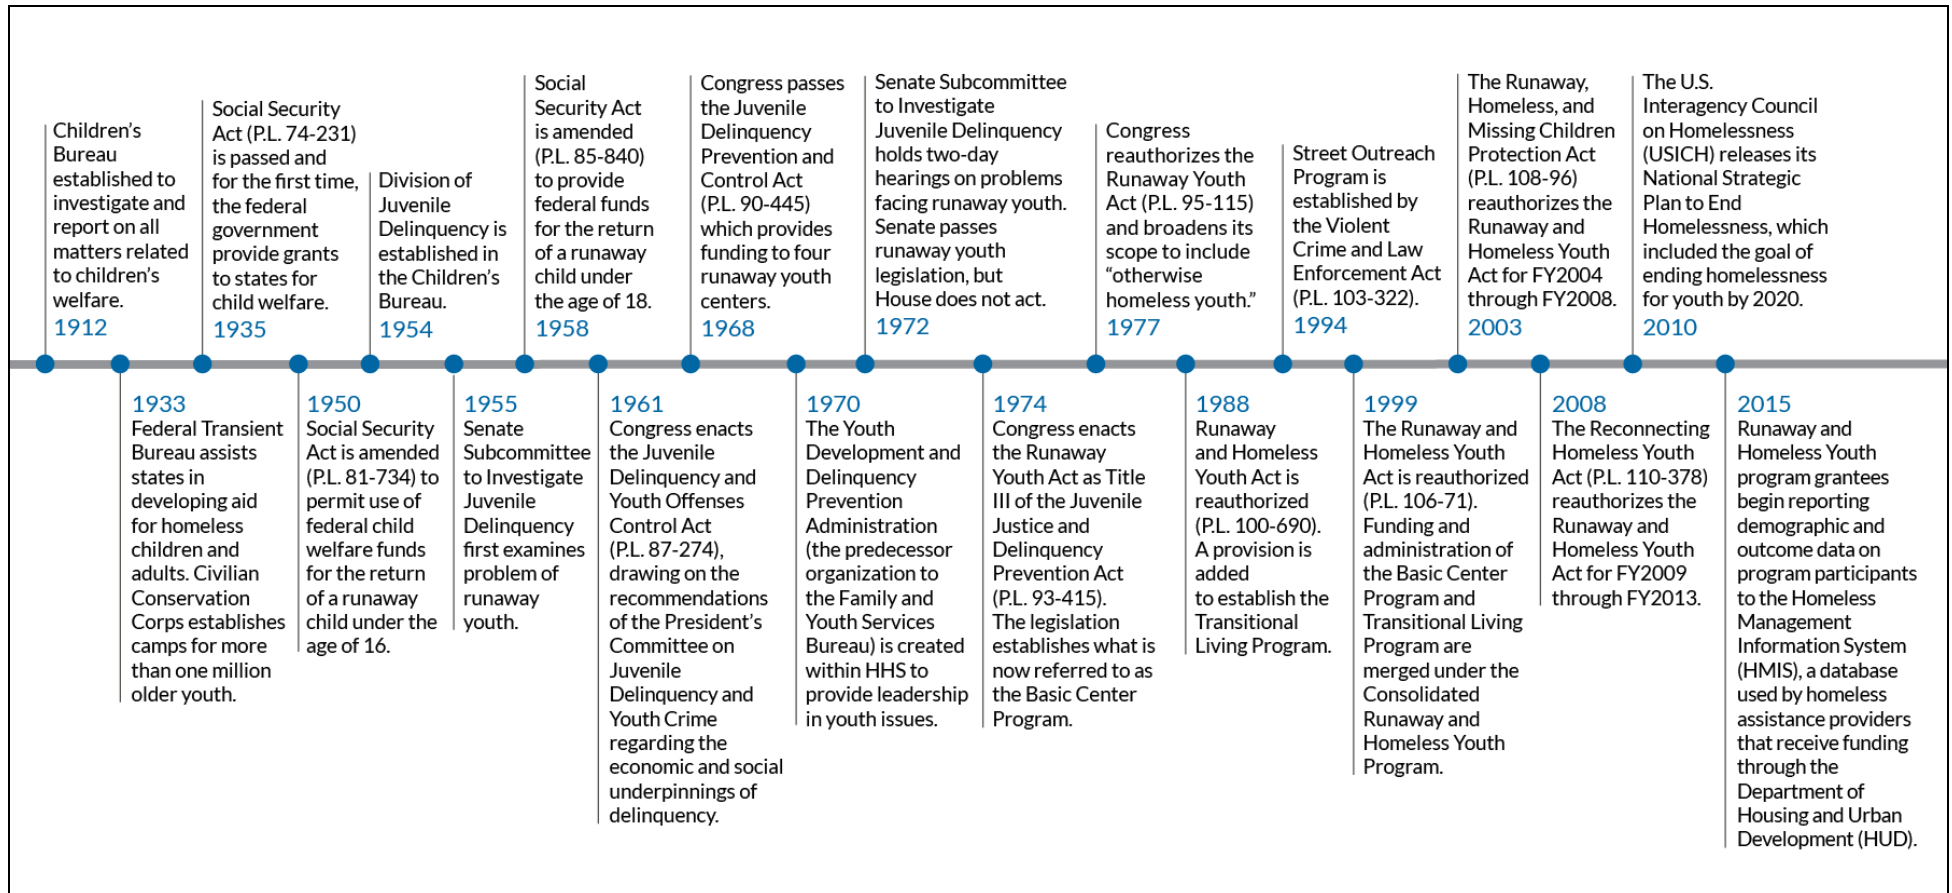 Children's
Bureau
established to
investigate and
report on all
matters related
to children's
welfare.
1912
Social Security
Act (P.L. 74-231)
is passed and
for the first time,
the federal
government
provide grants
to states for
child welfare.
1935
Division of
Juvenile
Delinquency is
established in
the Children's
Bureau.
1954
Social
Security Act
is amended
(P.L. 85-840)
to provide
federal funds
for the return
of a runaway
child under
the age of 18.
1958
Congress passes
the Juvenile
Delinquency
Prevention and
Control Act
(P.L. 90-445)
which provides
funding to four
runaway youth
centers.
1968
Senate Subcommittee
to Investigate
Juvenile Delinquency
holds two-day
hearings on problems
facing runaway youth.
Senate passes
runaway youth
legislation, but
House does not act.
1972
Congress
reauthorizes the
Runaway Youth
Act (P.L. 95-115)
and broadens its
scope to include
“otherwise
homeless youth.”
1977
Street Outreach
Program is
established by
the Violent
Crime and Law
Enforcement Act
(P.L. 103-322).
1994
The Runaway,
Homeless, and
Missing Children
Protection Act
(P.L. 108-96)
reauthorizes the
Runaway and
Homeless Youth
Act for FY2004
through FY2008.
2003
The U.S.
Interagency Council
on Homelessness
(USICH) releases its
National Strategic
Plan to End
Homelessness, which
included the goal of
ending homelessness
for youth by 2020.
2010
1933
Federal Transient
Bureau assists
states in
developing aid
for homeless
children and
adults. Civilian
Conservation
Corps establishes
camps for more
than one million
older youth.
1950
Social Security
Act is amended
(P.L. 81-734) to
permit use of
federal child
welfare funds
for the return
of a runaway
child under the
age of 16.
1955
Senate
Subcommittee
to Investigate
Juvenile
Delinquency
first examines
problem of
runaway
youth.
1961
Congress enacts
the Juvenile
Delinquency and
Youth Offenses
Control Act
(P.L. 87-274),
drawing on the
recommendations
of the President's
Committee on
Juvenile
Delinquency and
Youth Crime
regarding the
economic and social
underpinnings of
delinquency.
1970
The Youth
Development and
Delinquency
Prevention
Administration
(the predecessor
organization to
the Family and
Youth Services
Bureau) is created
within HHS to
provide leadership
in youth issues.
1974
Congress enacts
the Runaway
Youth Act as Title
III of the Juvenile
Justice and
Delinquency
Prevention Act
(P.L. 93-415).
The legislation
establishes what is
now referred to as
the Basic Center
Program.
1988
Runaway
and Homeless
Youth Act is
reauthorized
(P.L. 100-690).
A provision is
added
to establish the
Transitional
Living Program.
1999
The Runaway and
Homeless Youth
Act is reauthorized
(P.L. 106-71).
Funding and
administration of
the Basic Center
Program and
Transitional Living
Program are
merged under the
Consolidated
Runaway and
Homeless Youth
Program.
2008
The Reconnecting
Homeless Youth
Act (P.L. 110-378)
reauthorizes the
Runaway and
Homeless Youth
Act for FY2009
through FY2013.
2015
Runaway and
Homeless Youth
program grantees
begin reporting
demographic and
outcome data on
program participants
to the Homeless
Management
Information System
(HMIS), a database
used by homeless
assistance providers
that receive funding
through the
Department of
Housing and Urban
Development (HUD).